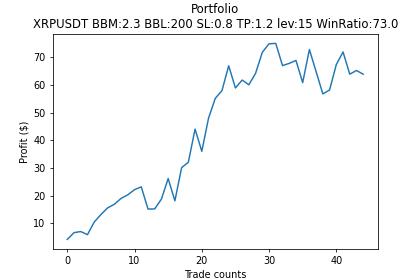 Portfolio
XRPUSDT BBM:2.3 BBL:200 SL:0.8 TP:1.2 lev:15 WinRatio:73.0
Profit ($)
70
60
50
40
30
20
10
0 10 20 30 40
Trade counts